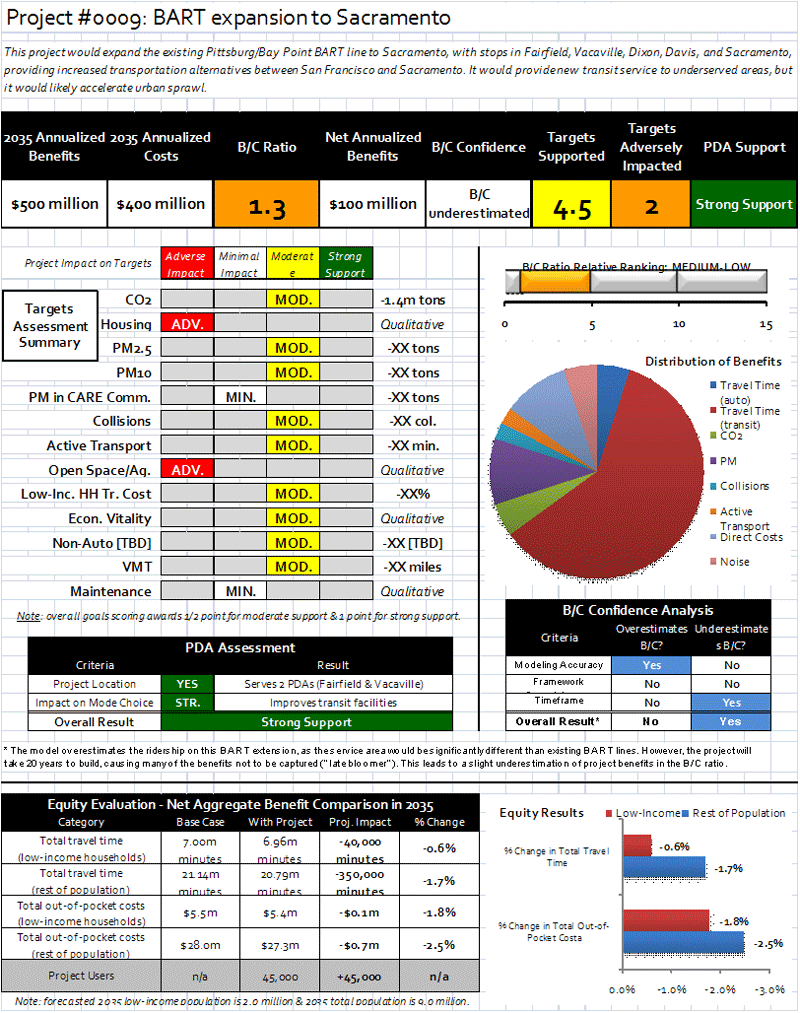 Project #0009: BART expansion to Sacramento
This project would expand the existing Pittsburg/Bay Point BART line to Sacramento, with stops in Fairfield, Vacaville, Dixon, Davis, and Sacramento,
providing increased transportation alternatives between San Francisco and Sacramento. It would provide new transit service to underserved areas, but
it would likely accelerate urban sprawl.
2035 Annualized Benefits
2035 Annualized Costs
B/C Ratio
Net Annualized Benefits
B/C Confidence
Targets Supported
Targets Adversely Impacted
PDA Support
$500 million
$400 million
1.3
$100 million
B/C underestimated
4.5
2
Strong Support
Project Impact on Targets
Adverse Impact
Minimal Impact
Moderat e
Strong Support
Targets Assessment Summary
CO2 MOD. -1.4m tons
Housing ADV. Qualitative
PM2.5 MOD. -XX tons
PM10 MOD. -XX tons
PM in CARE Comm. MIN. -XX tons
Collisions MOD. -XX col.
Active Transport MOD. -XX min.
Open Space/Ag. ADV. Qualitative
Low-Inc. HH Tr. Cost MOD. -XX%
Econ. Vitality MOD. Qualitative
Non-Auto [TBD] MOD. -XX [TBD]
VMT MOD. -XX miles
Maintenance MIN. Qualitative
Note: overall goals scoring awards 1/2 point for moderate support & 1 point for strong support.
B/C Ratio Relative Ranking: MEDIUM-LOW
0 5 10 15
Distribution of Benefits
Travel Time (auto)
Travel Time (transit)
CO2
PM
Collisions
Active Transport
Direct Costs
Noise
PDA Assessment
Criteria Result
Project Location YES Serves 2 PDAs (Fairfield & Vacaville)
Impact on Mode Choice STR. Improves transit facilities
Overall Result Strong Support
B/C Confidence Analysis
Criteria
Overestimates B/C?
Underestimate s B/C?
Modeling Accuracy Yes No
Framework No No
Timeframe No Yes
Overall Result* No Yes
* The model overestimates the ridership on this BART extension, as the service area would be significantly different than existing BART lines. However, the project will
take 20 years to build, causing many of the benefits not to be captured ("late bloomer"). This leads to a slight underestimation of project benefits in the B/C ratio.
Equity Evaluation - Net Aggregate Benefit Comparison in 2035
Category Base Case With Project Proj. Impact % Change
Total travel time (low-income households) 7.00m minutes 6.96m minutes -40,000 minutes -0.6%
Total travel time (rest of population) 21.14m minutes 20.79m minutes -350,000 minutes -1.7%
Total out-of-pocket costs (low-income households) $5.5m $5.4m -$0.1m -1.8%
Total out-of-pocket costs (rest of population) $28.0m $27.3m -$0.7m -2.5%
Project Users n/a 45,000 +45,000 n/a
Note: forecasted 2035 low-income population is 2.0 million & 2035 total population is 9.0 million.
Equity Results
Low-Income Rest of Population
% Change in Total Travel Time
-0.6%
-1.7%
% Change in Total Out-of-Pocket Costs
-1.8%
-2.5%
0.0% -1.0% -2.0% -3.0%